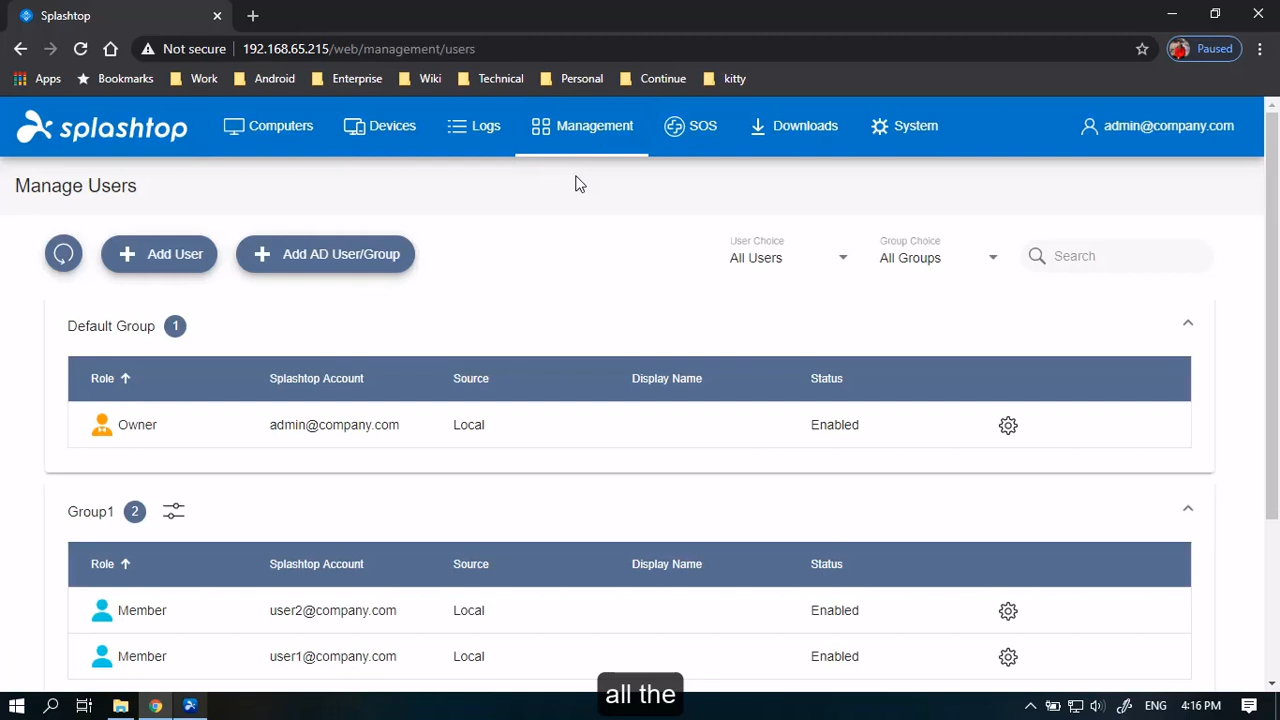 Splashtop
Not secure 192.168.65.215/web/management/users Paused
Apps Bookmarks Work Android Enterprise Wiki Technical Personal Continue kitty
splashtop Computers Devices Logs Management SOS Downloads System admin@company.com
Manage Users
Add User Add AD User/Group
User Choice Group Choice
All Users All Groups Search
Default Group 1
Role Splashtop Account Source Display Name Status
Owner admin@company.com Local Enabled
Group1 2
Role Splashtop Account Source Display Name Status
Member user2@company.com Local Enabled
Member user1@company.com Local Enabled
all the
ENG 4:16 PM